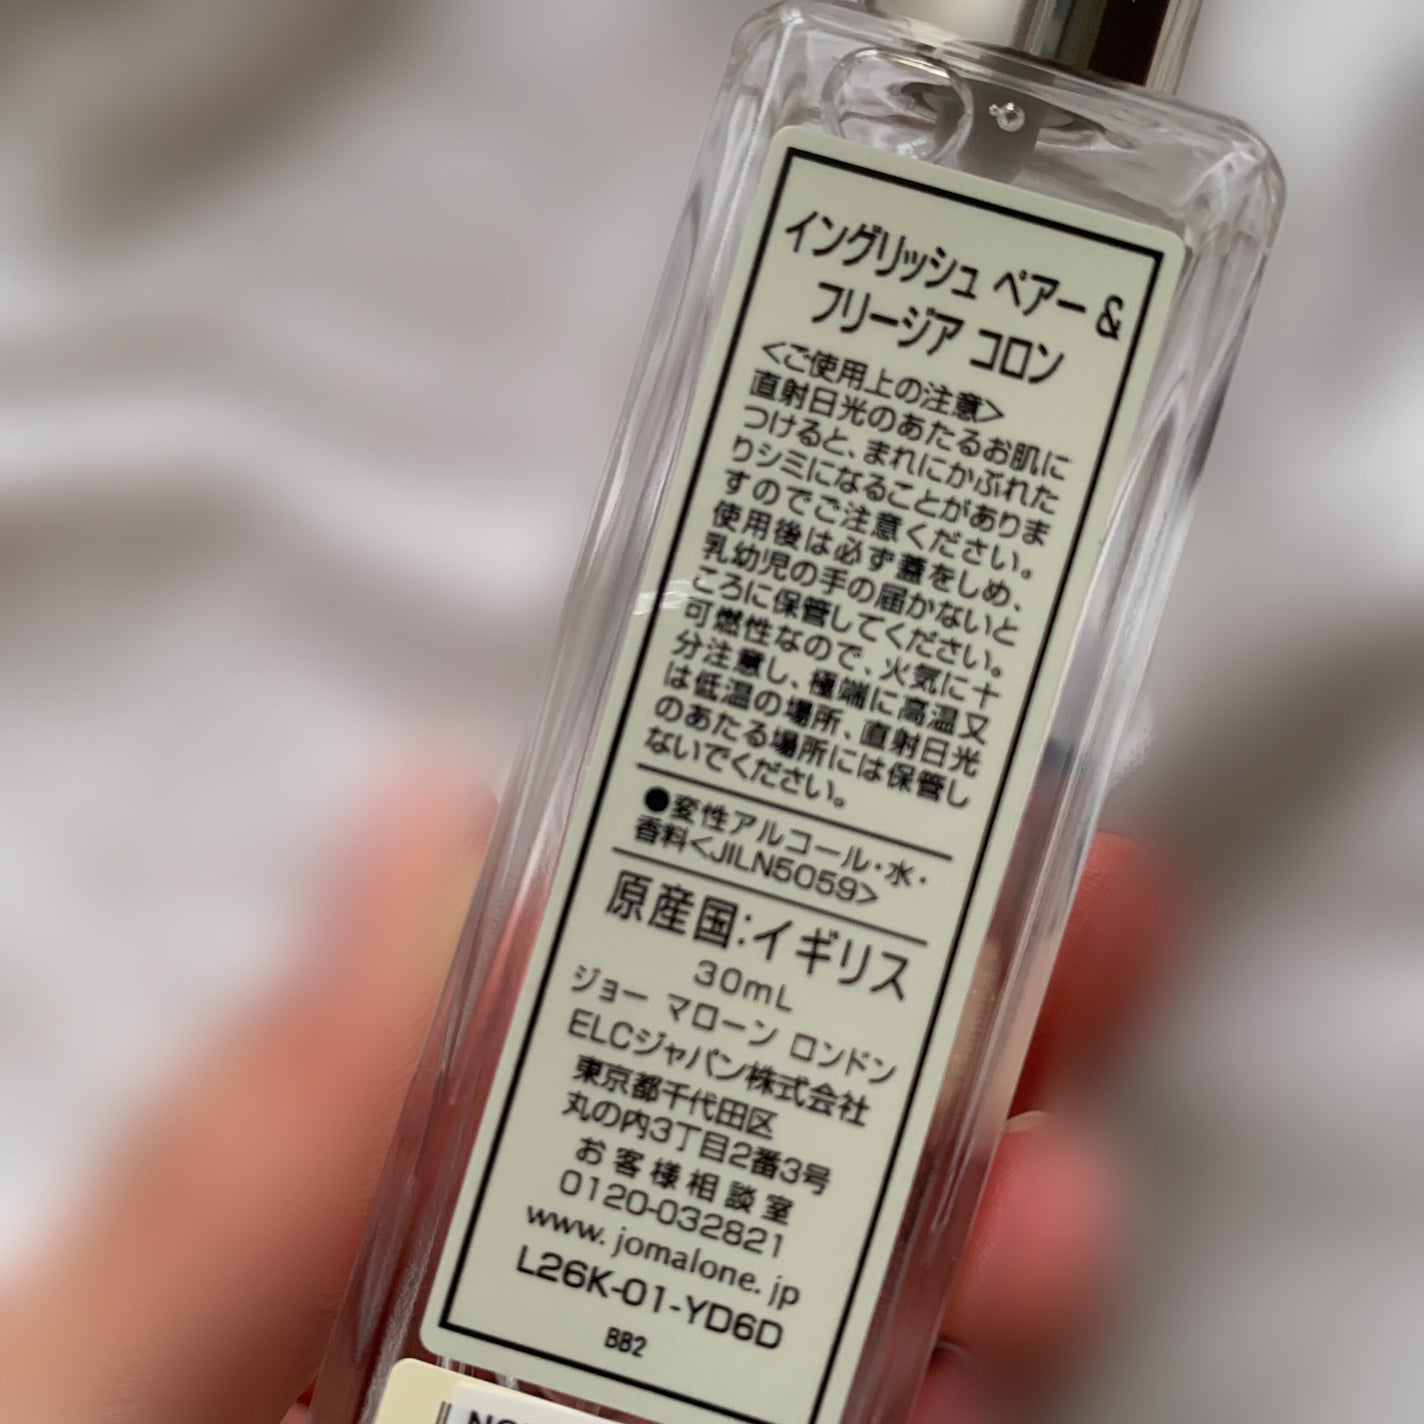 イングリッシュ ペアー &
フリージア コロン
<ご使用上の注意>
直射日光のあたるお肌に
つけると、まれにかぶれた
りシミになることがありま
すのでご注意ください。
使用後は必ず蓋をしめ、
乳幼児の手の届かないと
ころに保管してください。
可燃性なので、火気に十
分注意し、極端に高温又
は低温の場所、直射日光
のあたる場所には保管し
ないでください。
●変性アルコール・水・
香料<JILN5059>
原産国:イギリス
30mL
ジョー マローン ロンドン
ELCジャパン株式会社
東京都千代田区
丸の内3丁目2番3号
お客様相談室
0120-032821
www.jomalone.jp
L26K-01-YD6D
BB2